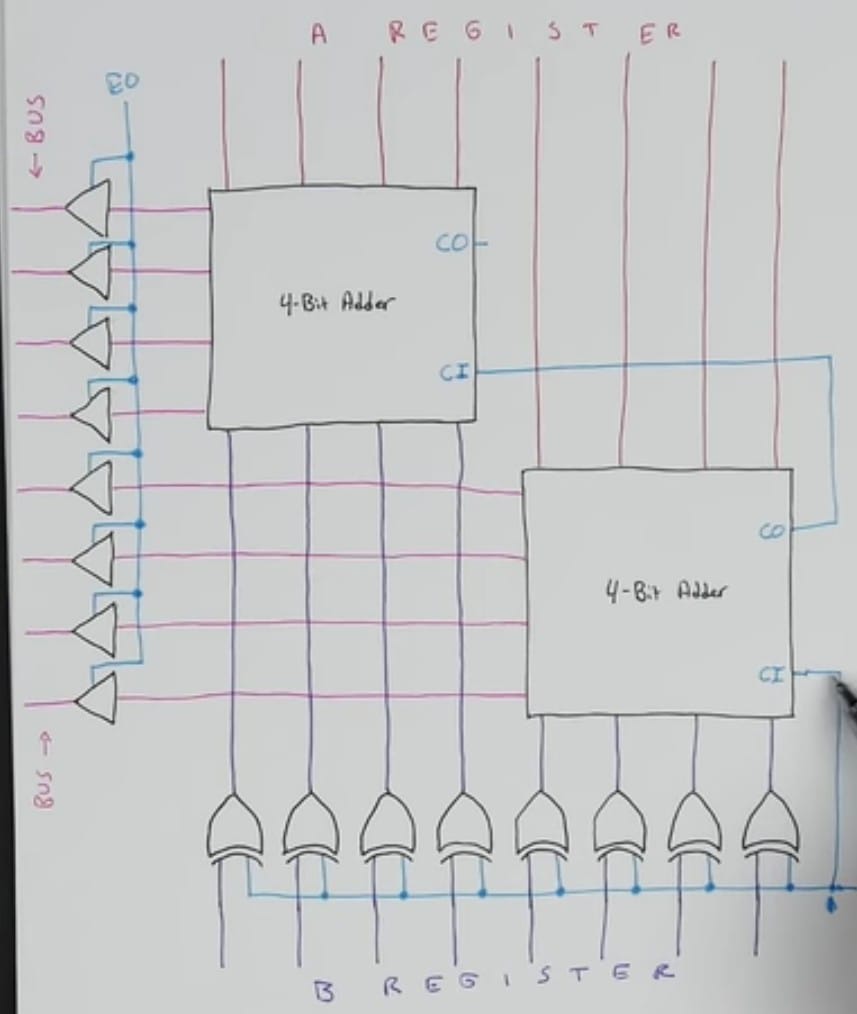 A REGISTER
EO
← BUS
CO
4-Bit Adder
CI
CO
4-Bit Adder
CI
BUS →
B REGISTER